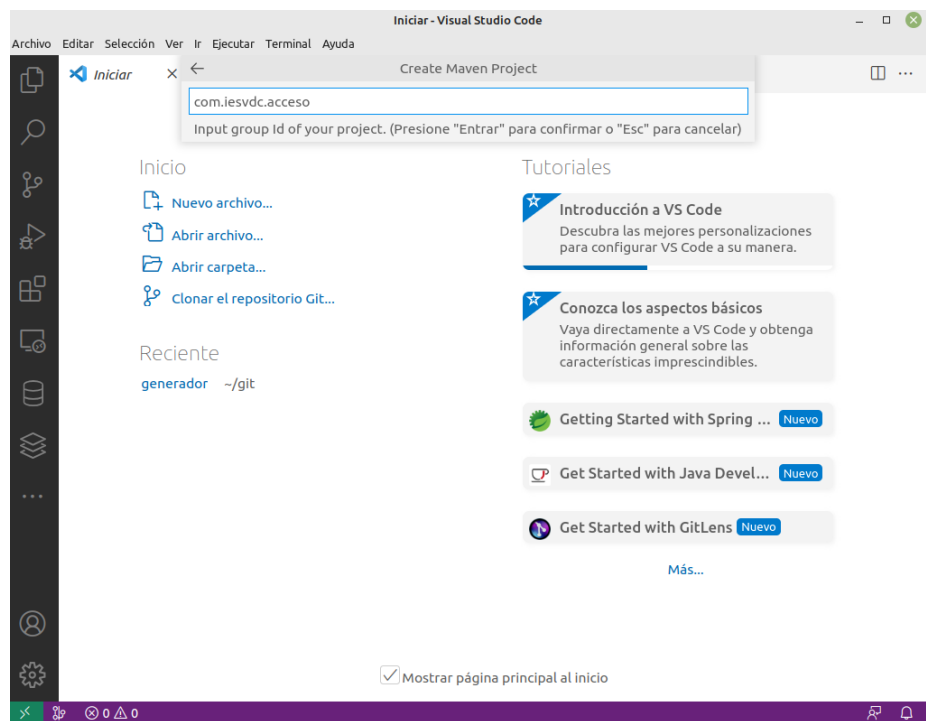 Iniciar - Visual Studio Code
Archivo Editar Selección Ver Ir Ejecutar Terminal Ayuda
Iniciar
Create Maven Project
com.iesvdc.acceso
Input group Id of your project. (Presione "Entrar" para confirmar o "Esc" para cancelar)
Inicio
Nuevo archivo...
Abrir archivo...
Abrir carpeta...
Clonar el repositorio Git...
Reciente
generador ~/git
Tutoriales
Introducción a VS Code
Descubra las mejores personalizaciones
para configurar VS Code a su manera.
Conozca los aspectos básicos
Vaya directamente a VS Code y obtenga
información general sobre las
características imprescindibles.
Getting Started with Spring ... Nuevo
Get Started with Java Devel... Nuevo
Get Started with GitLens Nuevo
Más...
Mostrar página principal al inicio
0 0